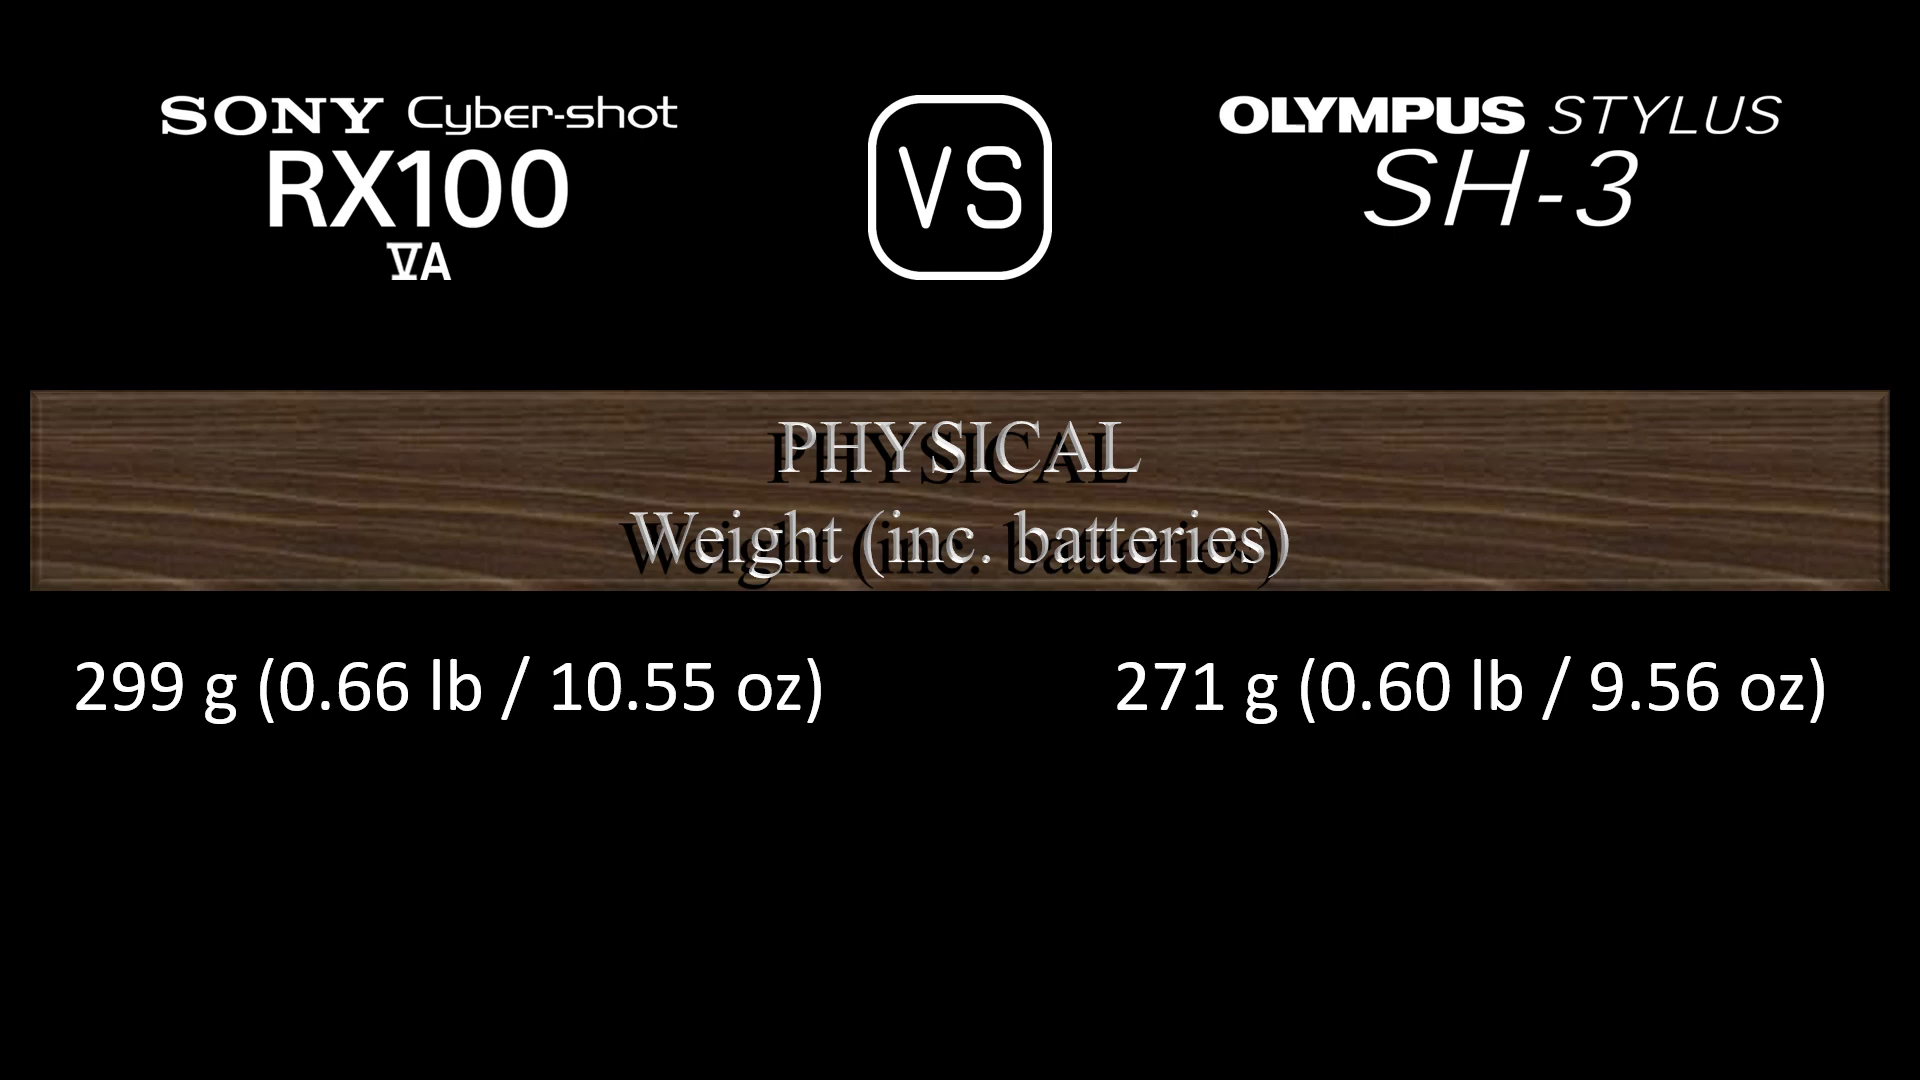 SONY Cyber-shot
RX100
VA
VS
OLYMPUS STYLUS
SH-3
PHYSICAL
Weight (inc. batteries)
299 g (0.66 lb / 10.55 oz)
271 g (0.60 lb / 9.56 oz)